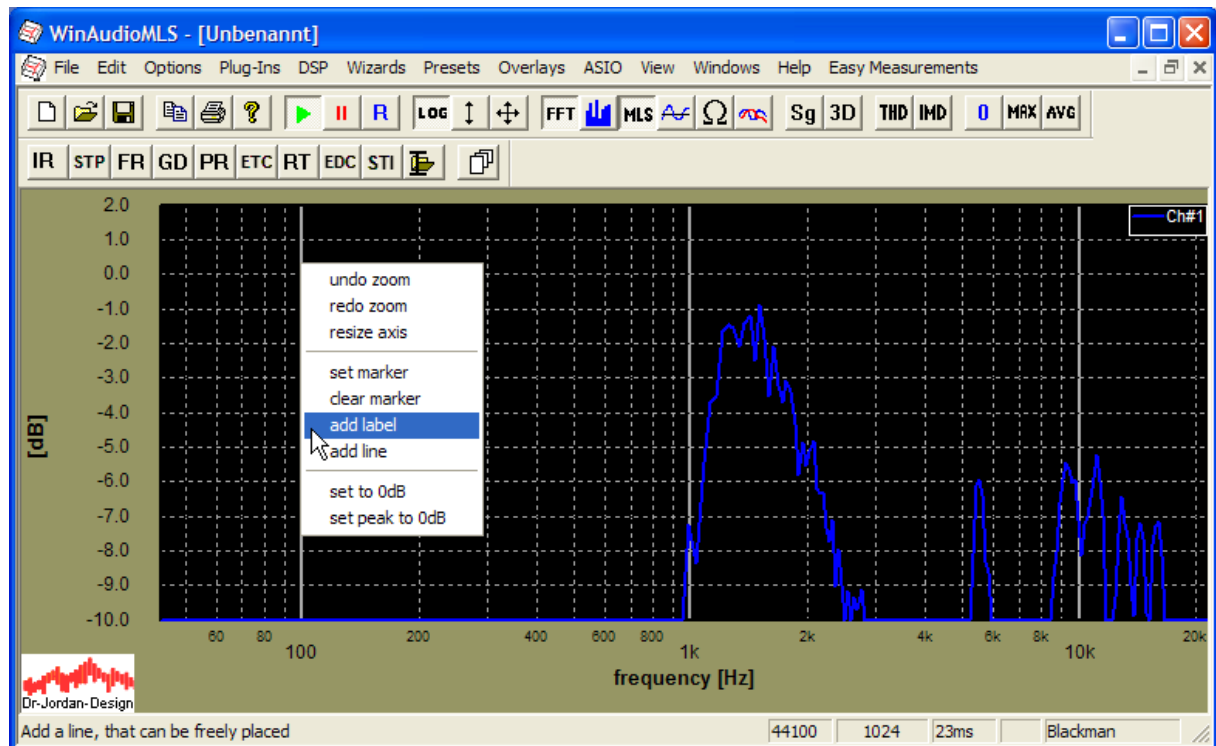 WinAudioMLS - [Unbenannt]
File Edit Options Plug-Ins DSP Wizards Presets Overlays ASIO View Windows Help Easy Measurements
R LOG FFT MLS Ω Sg 3D THD IMD 0 MAX AVG
IR STP FR GD PR ETC RT EDC STI
2.0
Ch#1
1.0
0.0
undo zoom
-1.0
redo zoom
resize axis
-2.0
-3.0
set marker
clear marker
-4.0
add label
[dB]
-5.0
add line
-6.0
set to 0dB
-7.0
set peak to 0dB
-8.0
-9.0
-10.0
60 80 200 400 600 800 2k 4k 6k 8k 20k
100 1k 10k
frequency [Hz]
Dr-Jordan-Design
Add a line, that can be freely placed 44100 1024 23ms Blackman